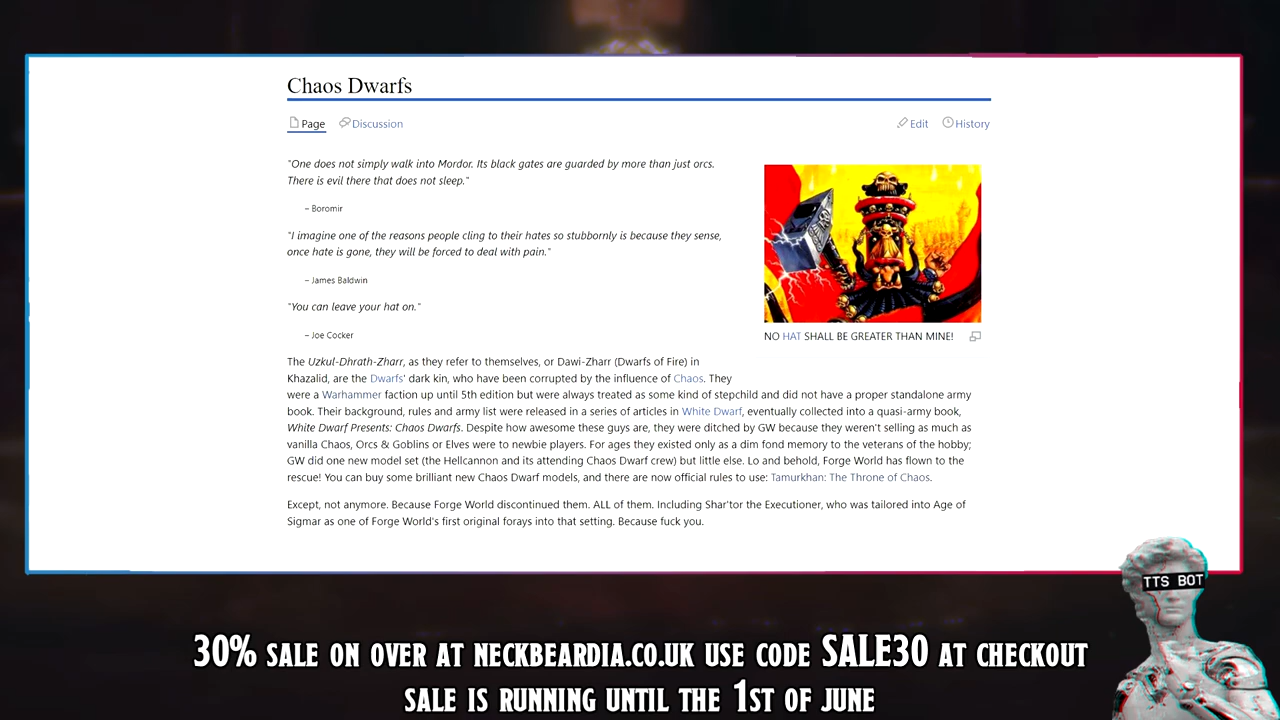 Chaos Dwarfs
Page
Discussion
Edit
History
"One does not simply walk into Mordor. Its black gates are guarded by more than just orcs.
There is evil there that does not sleep."
– Boromir
"I imagine one of the reasons people cling to their hates so stubbornly is because they sense,
once hate is gone, they will be forced to deal with pain."
– James Baldwin
"You can leave your hat on."
– Joe Cocker
NO HAT SHALL BE GREATER THAN MINE!
The Uzkul-Dhrath-Zharr, as they refer to themselves, or Dawi-Zharr (Dwarfs of Fire) in
Khazalid, are the Dwarfs' dark kin, who have been corrupted by the influence of Chaos. They
were a Warhammer faction up until 5th edition but were always treated as some kind of stepchild and did not have a proper standalone army
book. Their background, rules and army list were released in a series of articles in White Dwarf, eventually collected into a quasi-army book,
White Dwarf Presents: Chaos Dwarfs. Despite how awesome these guys are, they were ditched by GW because they weren't selling as much as
vanilla Chaos, Orcs & Goblins or Elves were to newbie players. For ages they existed only as a dim fond memory to the veterans of the hobby;
GW did one new model set (the Hellcannon and its attending Chaos Dwarf crew) but little else. Lo and behold, Forge World has flown to the
rescue! You can buy some brilliant new Chaos Dwarf models, and there are now official rules to use: Tamurkhan: The Throne of Chaos.
Except, not anymore. Because Forge World discontinued them. ALL of them. Including Shar'tor the Executioner, who was tailored into Age of
Sigmar as one of Forge World's first original forays into that setting. Because fuck you.
TTS BOT
30% SALE ON OVER AT NECKBEARDIA.CO.UK USE CODE SALE30 AT CHECKOUT
SALE IS RUNNING UNTIL THE 1ST OF JUNE